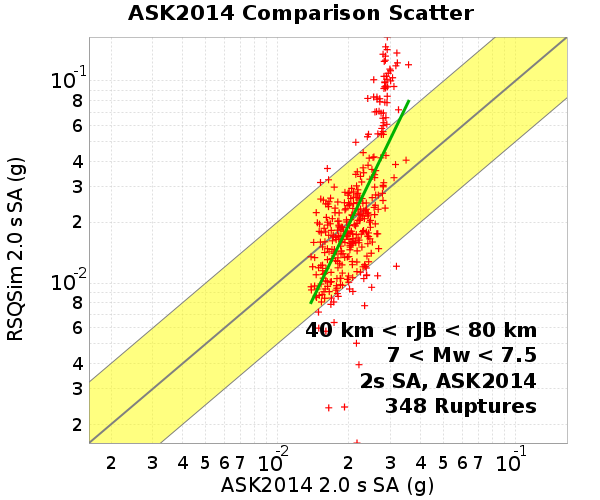 ASK2014 Comparison Scatter
RSQSim 2.0 s SA (g)
10-1
8
6
4
3
2
10-2
8
6
4
3
2
40 km < rJB < 80 km
7 < Mw < 7.5
2s SA, ASK2014
348 Ruptures
2 3 4 5 6 7 10-2 2 3 4 5 6 7 10-1
ASK2014 2.0 s SA (g)